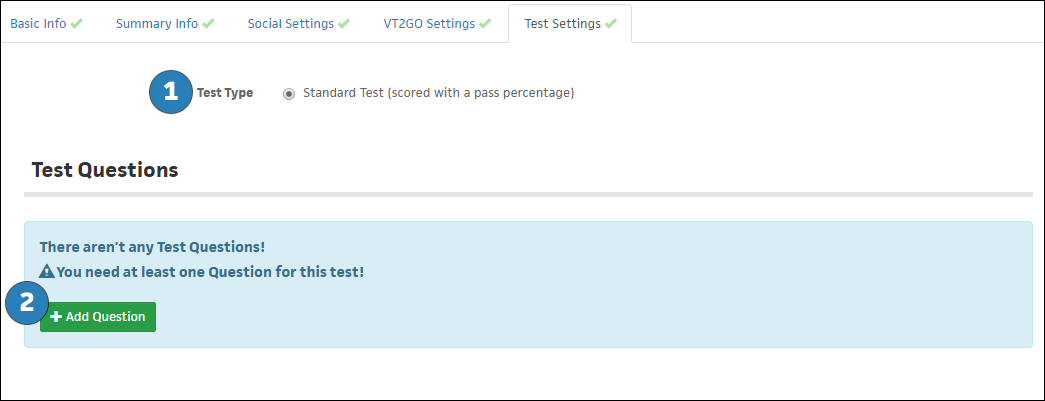 Basic Info Summary Info Social Settings VT2GO Settings Test Settings
1 Test Type Standard Test (scored with a pass percentage)
Test Questions
There aren't any Test Questions!
You need at least one Question for this test!
2 Add Question